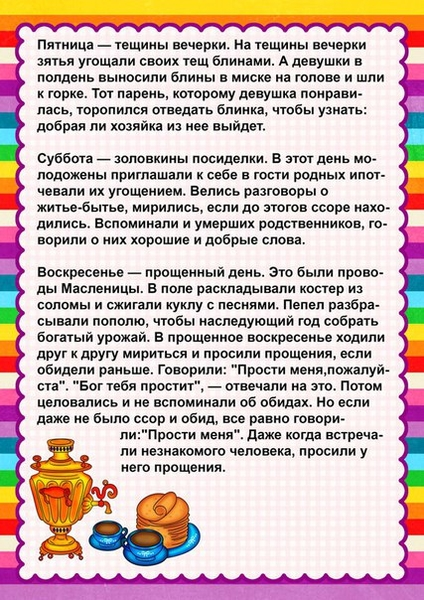 Пятница — тещины вечерки. На тещины вечерки
зятья угощали своих тещ блинами. А девушки в
полдень выносили блины в миске на голове и шли
к горке. Тот парень, которому девушка понрави-
лась, торопился отведать блинка, чтобы узнать:
добрая ли хозяйка из нее выйдет.
Суббота — золовкины посиделки. В этот день мо-
лодожены приглашали к себе в гости родных ипот-
чевали их угощением. Велись разговоры о
житье-бытье, мирились, если до этогов ссоре нахо-
дились. Вспоминали и умерших родственников, го-
ворили о них хорошие и добрые слова.
Воскресенье — прощенный день. Это были прово-
ды Масленицы. В поле раскладывали костер из
соломы и сжигали куклу с песнями. Пепел разбра-
сывали пополю, чтобы наследующий год собрать
богатый урожай. В прощенное воскресенье ходили
друг к другу мириться и просили прощения, если
обидели раньше. Говорили: "Прости меня,пожалуй-
ста". "Бог тебя простит", — отвечали на это. Потом
целовались и не вспоминали об обидах. Но если
даже не было ссор и обид, все равно говори-
ли:"Прости меня". Даже когда встреча-
ли незнакомого человека, просили у
него прощения.